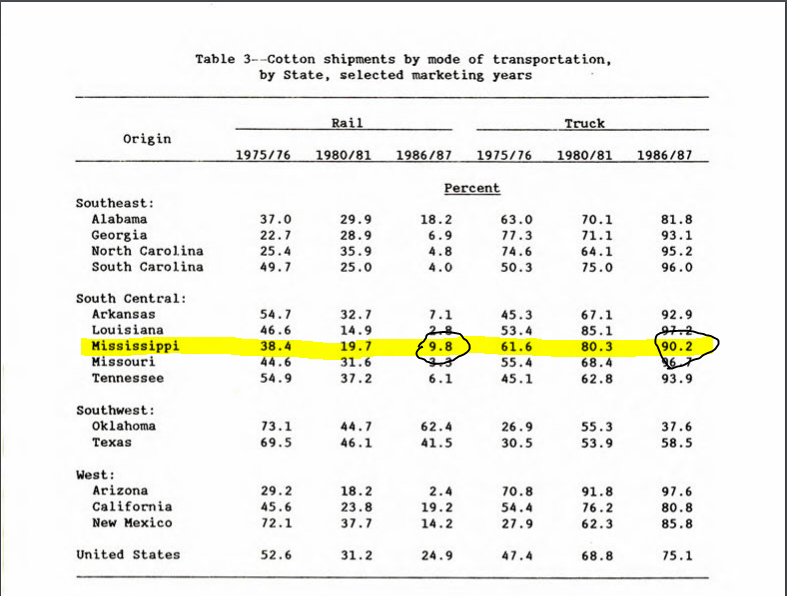 Table 3--Cotton shipments by mode of transportation,
by State, selected marketing years
Rail Truck
Origin
1975/76 1980/81 1986/87 1975/76 1980/81 1986/87
Percent
Southeast:
Alabama 37.0 29.9 18.2 63.0 70.1 81.8
Georgia 22.7 28.9 6.9 77.3 71.1 93.1
North Carolina 25.4 35.9 4.8 74.6 64.1 95.2
South Carolina 49.7 25.0 4.0 50.3 75.0 96.0
South Central:
Arkansas 54.7 32.7 7.1 45.3 67.1 92.9
Louisiana 46.6 14.9 2.8 53.4 85.1 97.2
Mississippi 38.4 19.7 9.8 61.6 80.3 90.2
Missouri 44.6 31.6 3.3 55.4 68.4 96.7
Tennessee 54.9 37.2 6.1 45.1 62.8 93.9
Southwest:
Oklahoma 73.1 44.7 62.4 26.9 55.3 37.6
Texas 69.5 46.1 41.5 30.5 53.9 58.5
West:
Arizona 29.2 18.2 2.4 70.8 91.8 97.6
California 45.6 23.8 19.2 54.4 76.2 80.8
New Mexico 72.1 37.7 14.2 27.9 62.3 85.8
United States 52.6 31.2 24.9 47.4 68.8 75.1